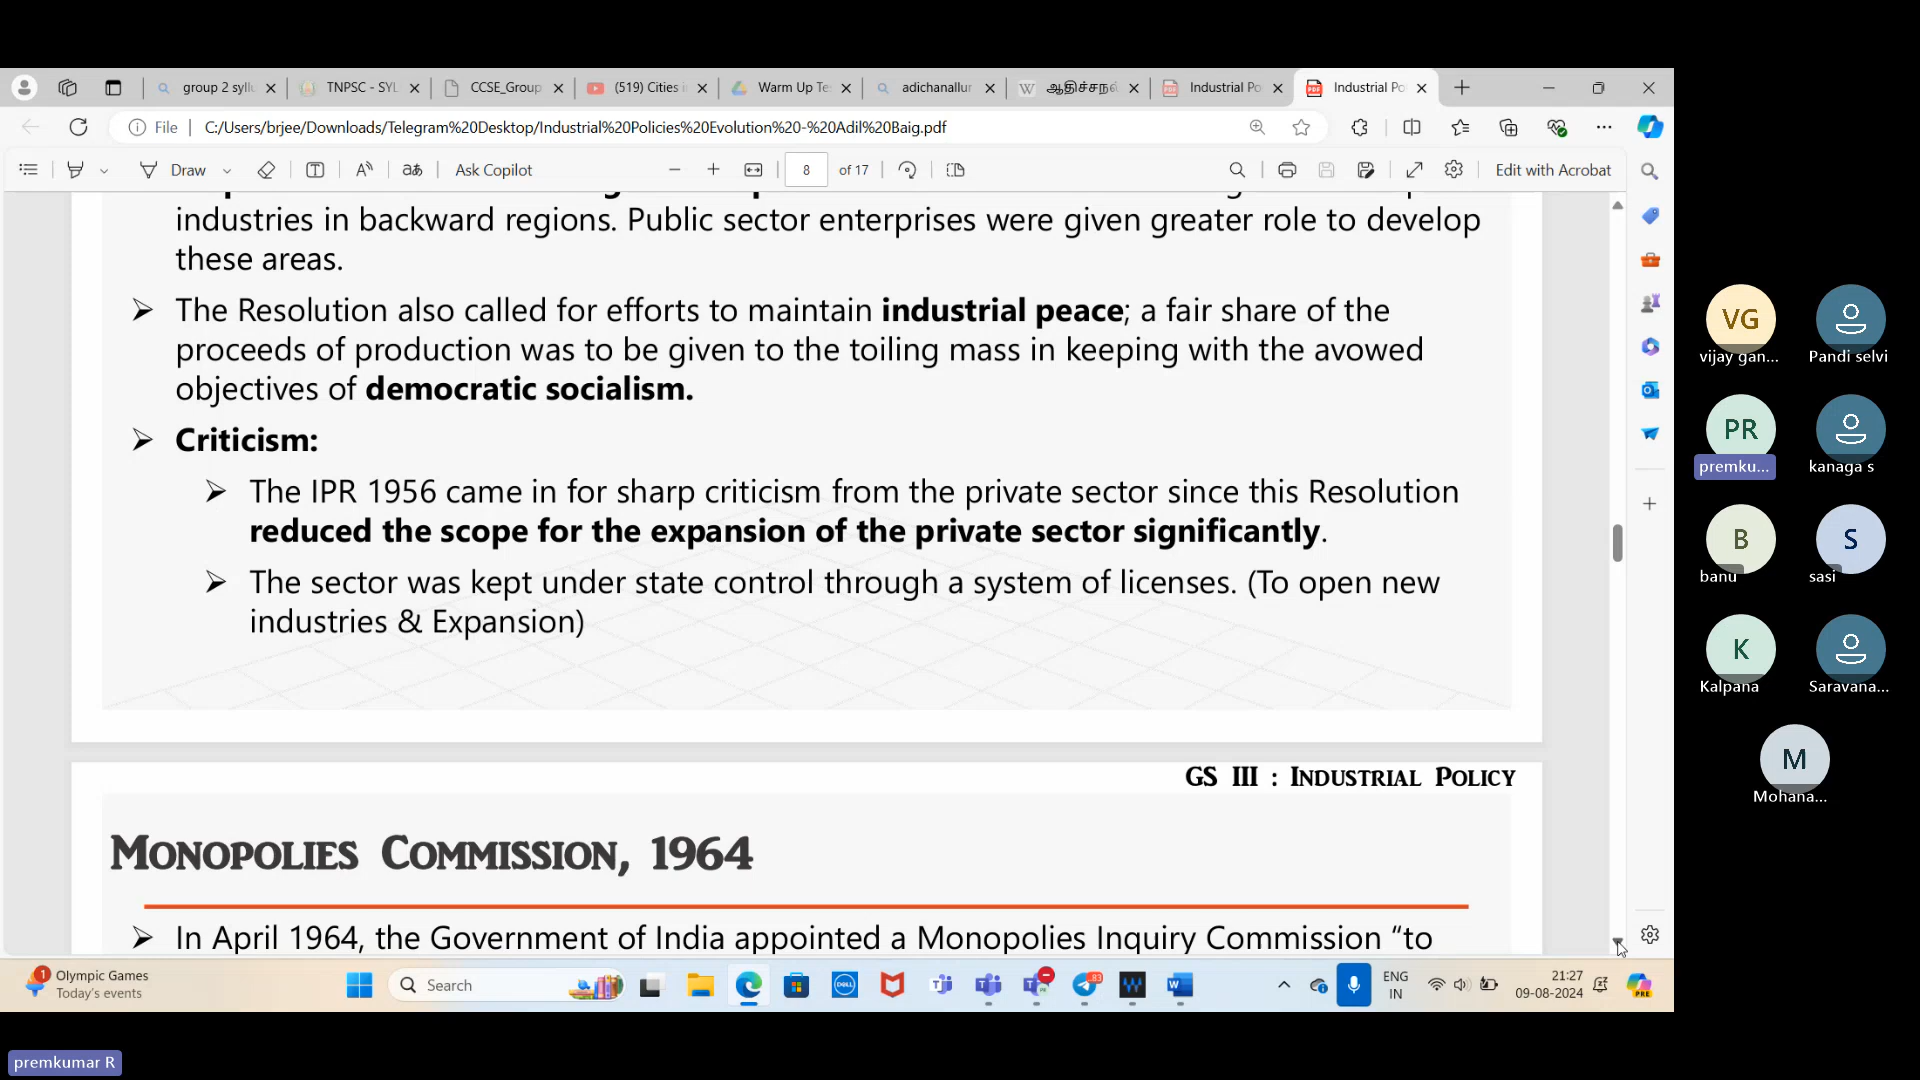 group 2 syll
TNPSC - SYL
CCSE_Group
(519) Cities i
Warm Up Te
adichanallur
Industrial Po
Industrial Po
File
C:/Users/brjee/Downloads/Telegram%20Desktop/Industrial%20Policies%20Evolution%20-%20Adil%20Baig.pdf
Draw
Ask Copilot
8 of 17
Edit with Acrobat
industries in backward regions. Public sector enterprises were given greater role to develop
these areas.
The Resolution also called for efforts to maintain industrial peace; a fair share of the
proceeds of production was to be given to the toiling mass in keeping with the avowed
objectives of democratic socialism.
Criticism:
The IPR 1956 came in for sharp criticism from the private sector since this Resolution
reduced the scope for the expansion of the private sector significantly.
The sector was kept under state control through a system of licenses. (To open new
industries & Expansion)
GS III : Industrial Policy
Monopolies Commission, 1964
In April 1964, the Government of India appointed a Monopolies Inquiry Commission “to
VG
vijay gan...
Pandi selvi
PR
premku...
kanaga s
B
banu
S
sasi
K
Kalpana
Saravana...
M
Mohana...
1
Olympic Games
Today's events
Search
DELL
83
ENG
IN
21:27
09-08-2024
PRE
premkumar R